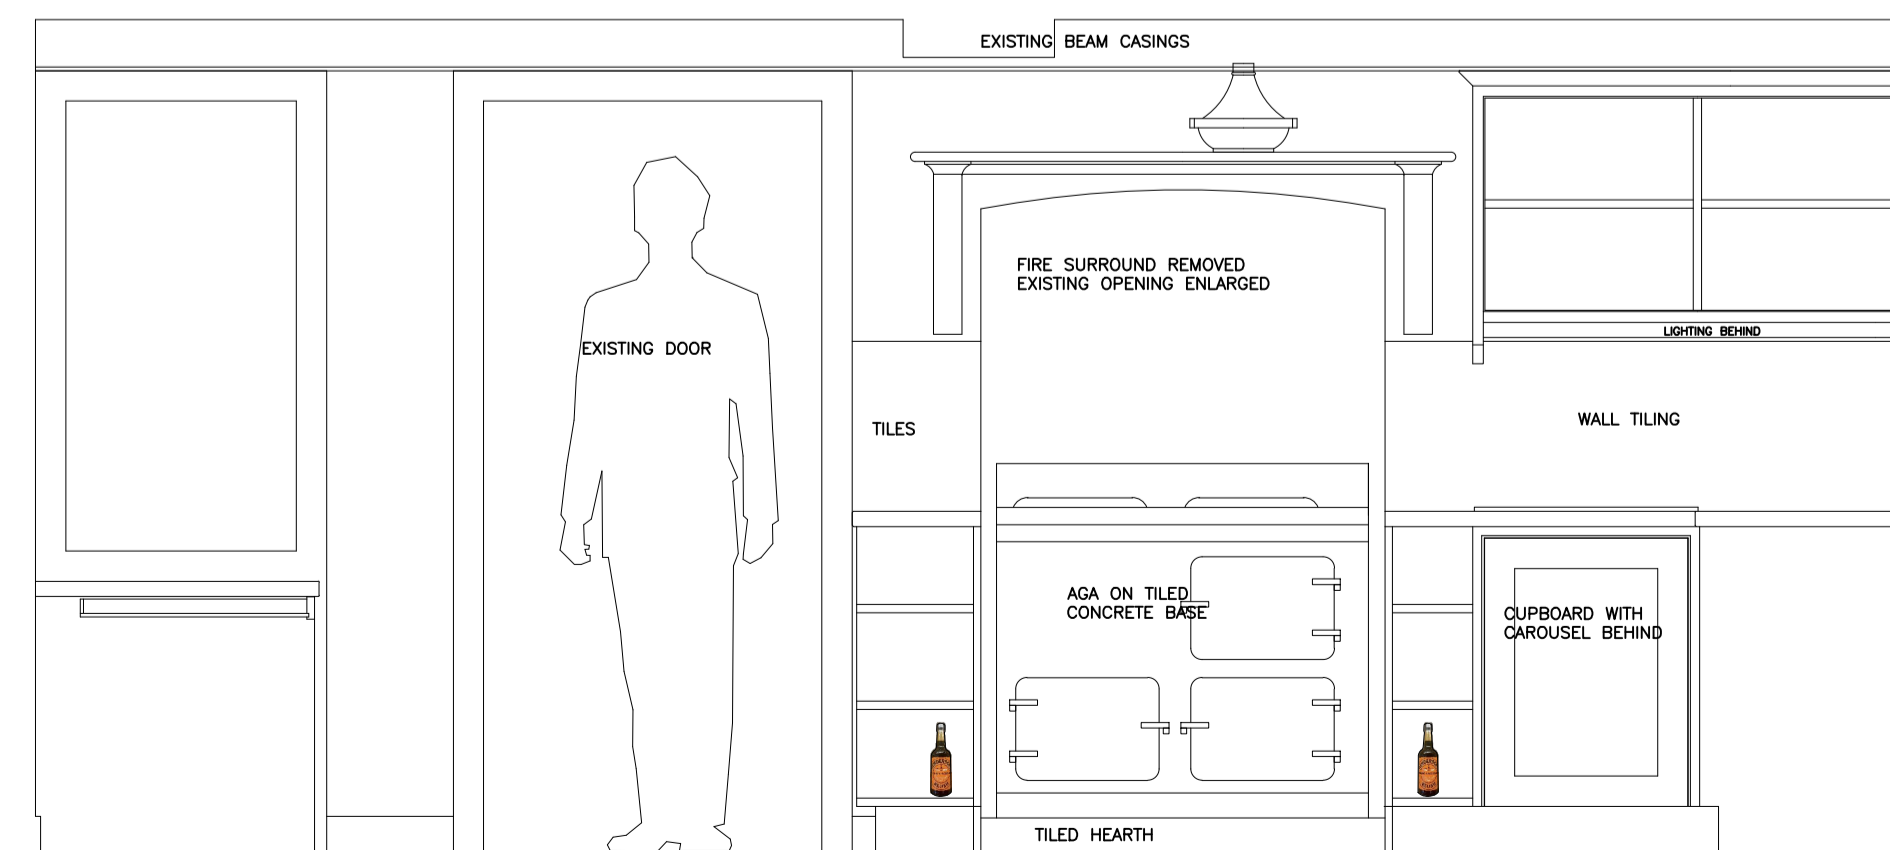 EXISTING BEAM CASINGS
FIRE SURROUND REMOVED
EXISTING OPENING ENLARGED
LIGHTING BEHIND
EXISTING DOOR
TILES
WALL TILING
AGA ON TILED
CONCRETE BASE
CUPBOARD WITH
CAROUSEL BEHIND
TILED HEARTH